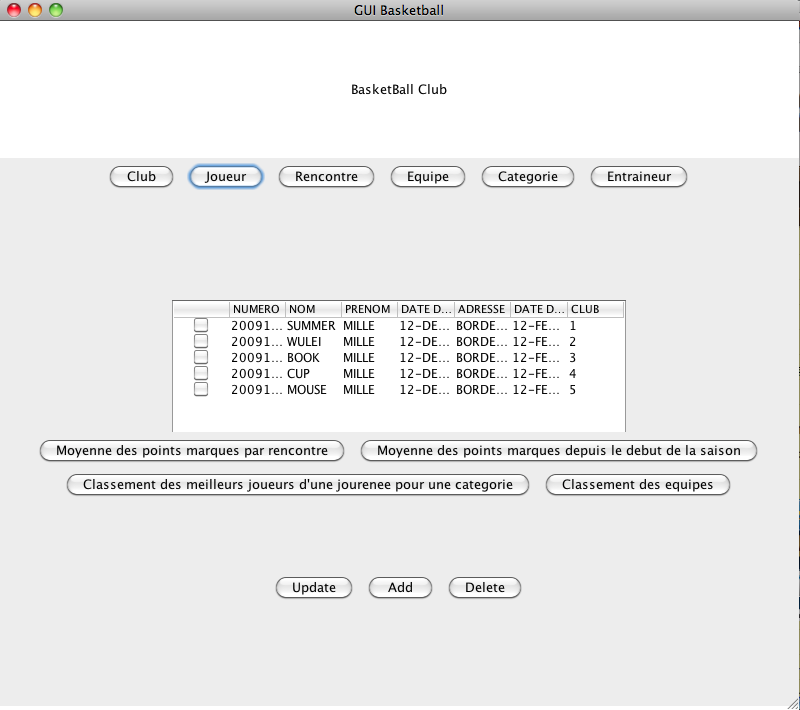 GUI Basketball
BasketBall Club
Club Joueur Rencontre Equipe Categorie Entraineur
NUMERO NOM PRENOM DATE D... ADRESSE DATE D... CLUB
20091... SUMMER MILLE 12-DE... BORDE... 12-FE... 1
20091... WULEI MILLE 12-DE... BORDE... 12-FE... 2
20091... BOOK MILLE 12-DE... BORDE... 12-FE... 3
20091... CUP MILLE 12-DE... BORDE... 12-FE... 4
20091... MOUSE MILLE 12-DE... BORDE... 12-FE... 5
Moyenne des points marques par rencontre Moyenne des points marques depuis le debut de la saison
Classement des meilleurs joueurs d'une jourenee pour une categorie Classement des equipes
Update Add Delete